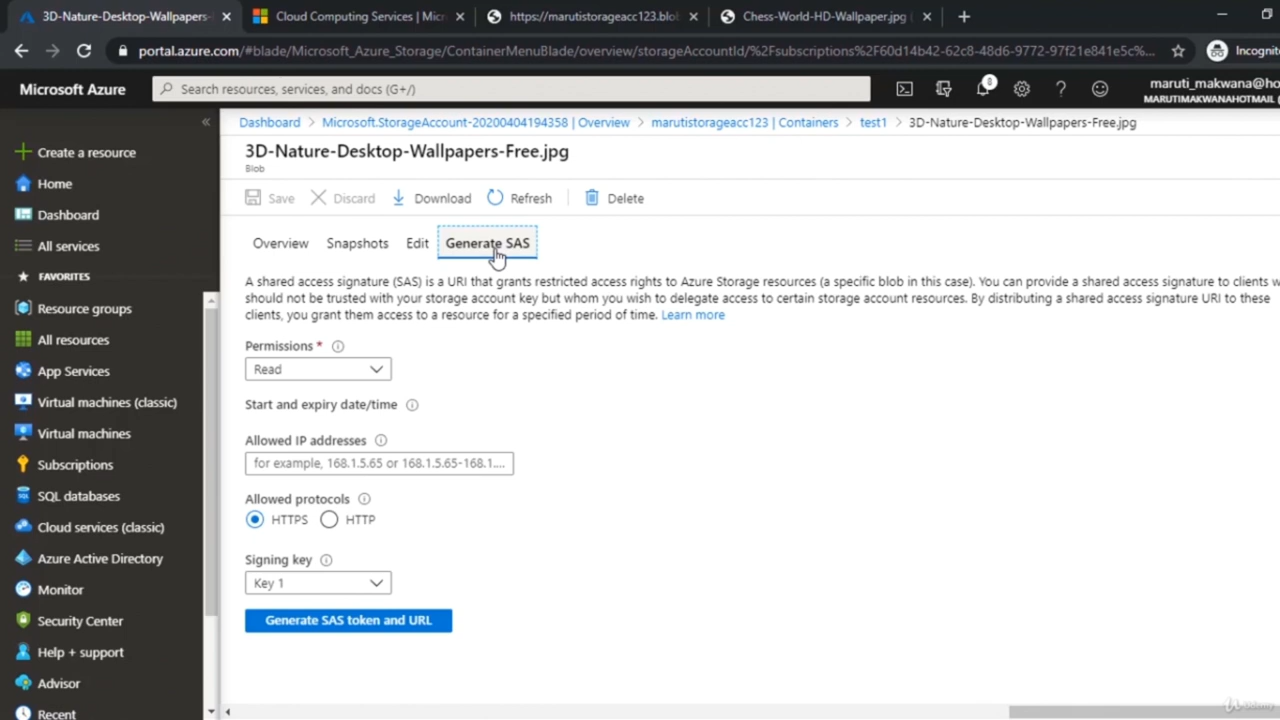 3D-Nature-Desktop-Wallpapers-
Cloud Computing Services | Micr
https://marutistorageacc123.blo
Chess-World-HD-Wallpaper.jpg (
portal.azure.com/#blade/Microsoft_Azure_Storage/ContainerMenuBlade/overview/storageAccountId/%2Fsubscriptions%2F60d14b42-62c8-48d6-9772-97f21e841e5c%...
Incognito
Microsoft Azure
Search resources, services, and docs (G+/)
maruti_makwana@ho
MARUTIMAKWANAHOTMAIL (
Dashboard > Microsoft.StorageAccount-20200404194358 | Overview > marutistorageacc123 | Containers > test1 > 3D-Nature-Desktop-Wallpapers-Free.jpg
3D-Nature-Desktop-Wallpapers-Free.jpg
Blob
Save Discard Download Refresh Delete
Overview Snapshots Edit Generate SAS
A shared access signature (SAS) is a URI that grants restricted access rights to Azure Storage resources (a specific blob in this case). You can provide a shared access signature to clients w
should not be trusted with your storage account key but whom you wish to delegate access to certain storage account resources. By distributing a shared access signature URI to these
clients, you grant them access to a resource for a specified period of time. Learn more
Permissions *
Read
Start and expiry date/time
Allowed IP addresses
for example, 168.1.5.65 or 168.1.5.65-168.1....
Allowed protocols
HTTPS HTTP
Signing key
Key 1
Generate SAS token and URL
Create a resource
Home
Dashboard
All services
FAVORITES
Resource groups
All resources
App Services
Virtual machines (classic)
Virtual machines
Subscriptions
SQL databases
Cloud services (classic)
Azure Active Directory
Monitor
Security Center
Help + support
Advisor
Recent
Udemy